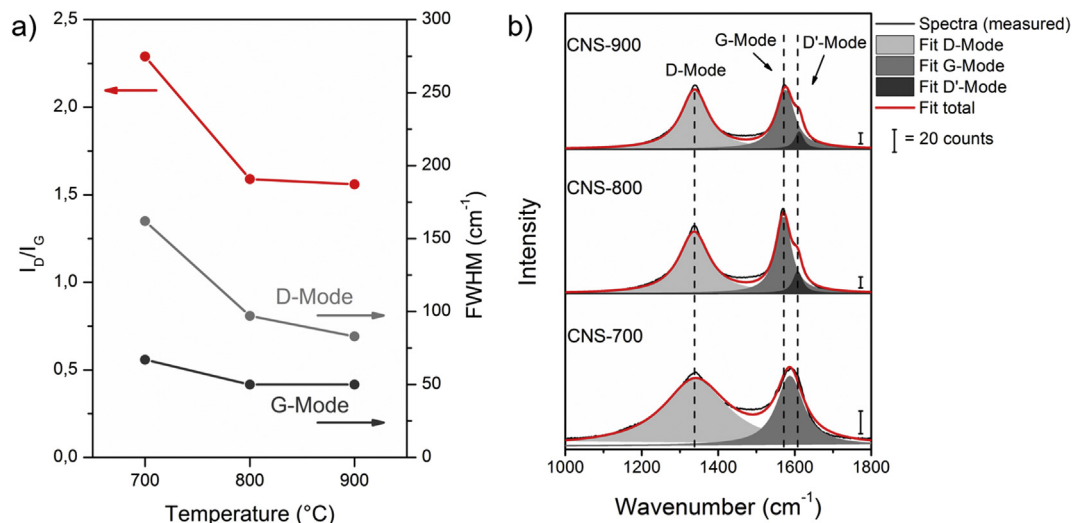 a)
2,5
2,0
1,5
1,0
0,5
0,0
I_D/I_G
300
250
200
150
100
50
0
FWHM (cm⁻¹)
D-Mode
G-Mode
700
800
900
Temperature (°C)
b)
CNS-900
G-Mode
D'-Mode
D-Mode
CNS-800
CNS-700
Intensity
1000
1200
1400
1600
1800
Wavenumber (cm⁻¹)
Spectra (measured)
Fit D-Mode
Fit G-Mode
Fit D'-Mode
Fit total
= 20 counts